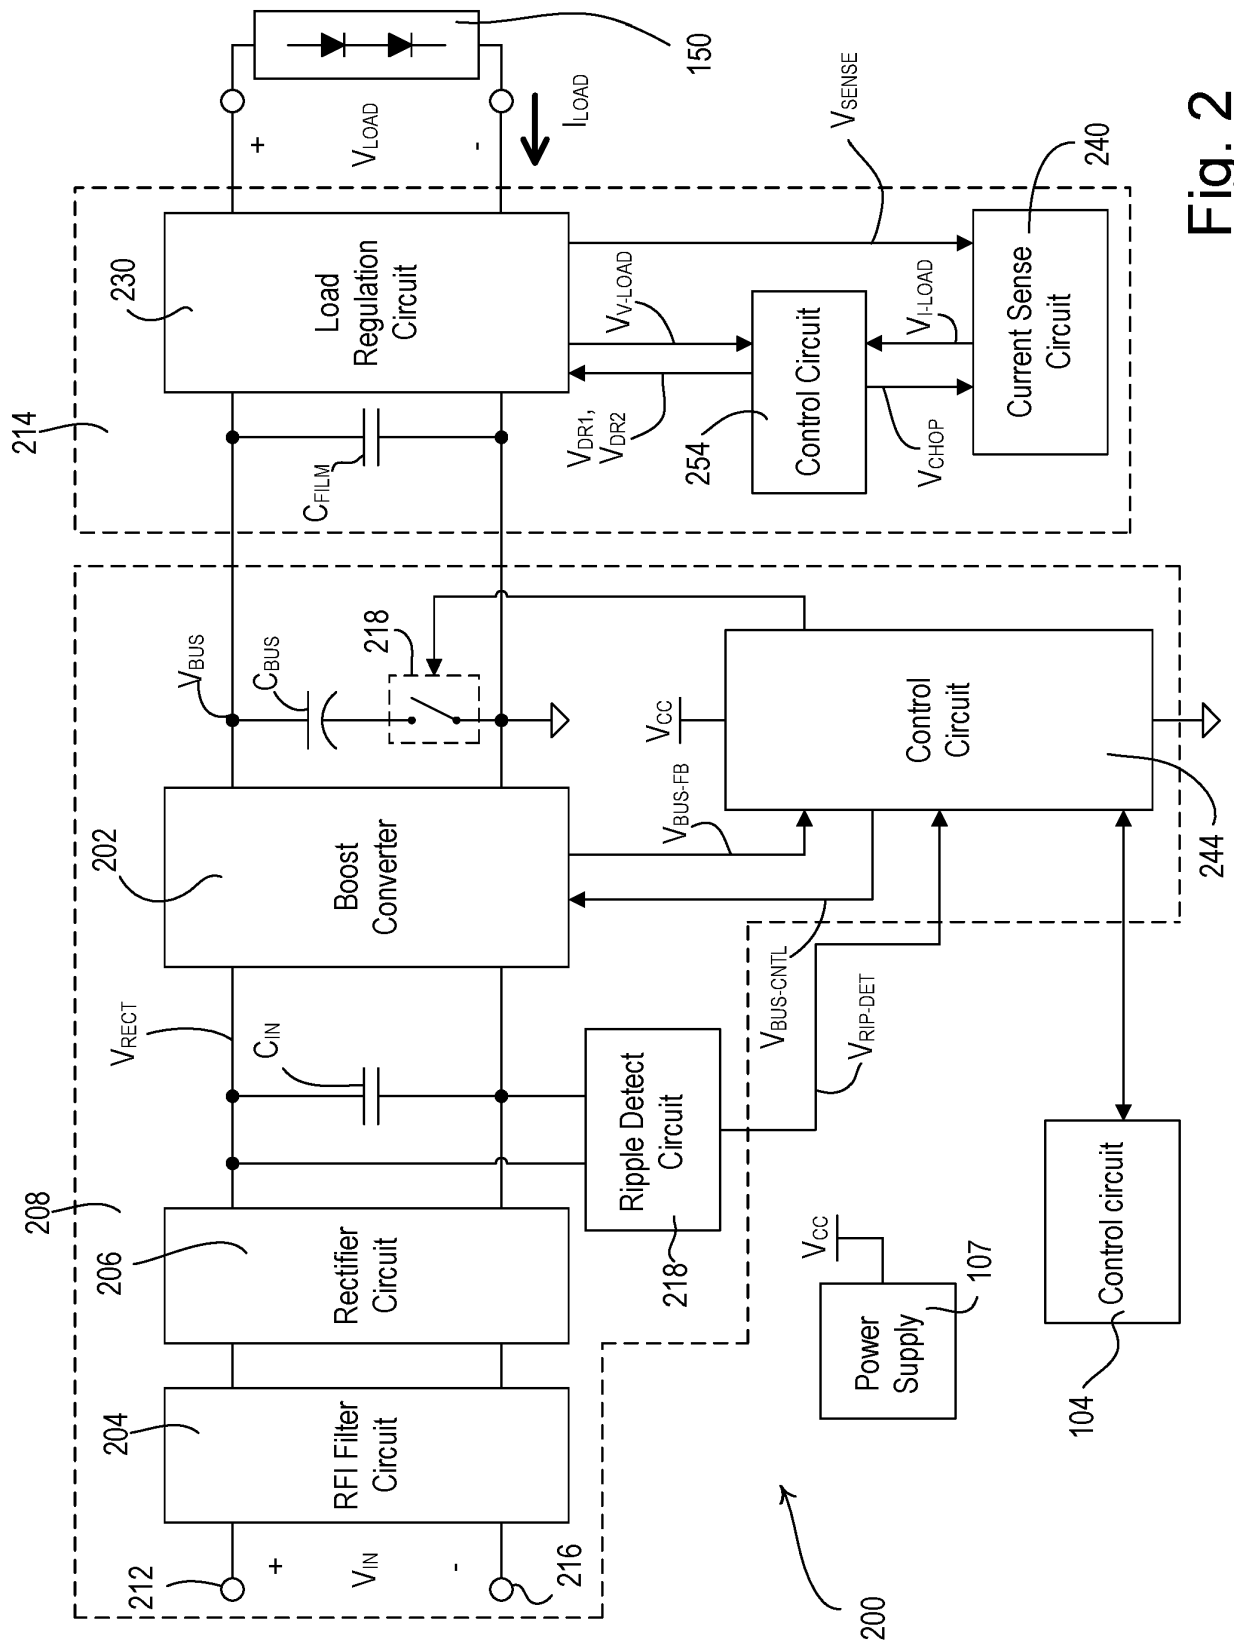 212
+
VIN
-
216
204
RFI Filter
Circuit
206
Rectifier
Circuit
208
VRECT
CIN
Ripple Detect
Circuit
218
202
Boost
Converter
VBUS
CBUS
218
VCC
VBUS-FB
VBUS-CNTL
VRIP-DET
Control
Circuit
244
214
CFILM
230
Load
Regulation
Circuit
VDR1,
VDR2
VV-LOAD
254
Control Circuit
VCHOP
VI-LOAD
Current Sense
Circuit
240
VSENSE
+
VLOAD
-
ILOAD
150
VCC
Power
Supply
107
Control circuit
104
200
Fig. 2